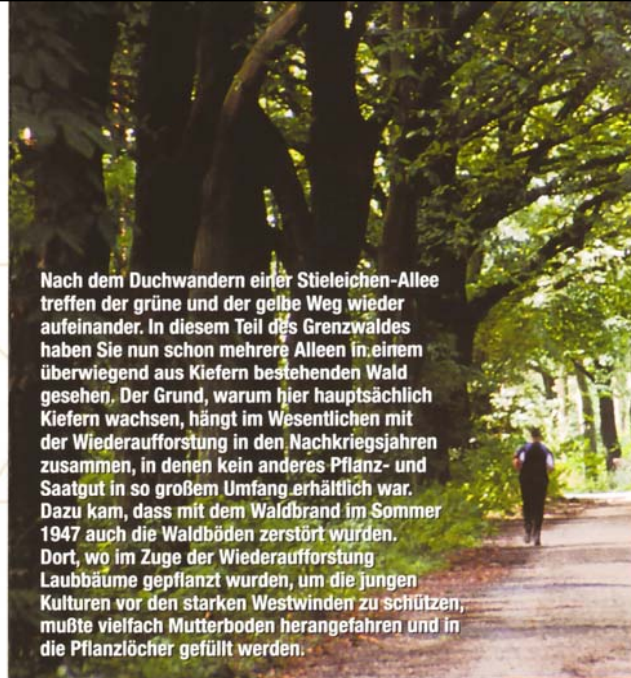 Nach dem Duchwandern einer Stieleichen-Allee
treffen der grüne und der gelbe Weg wieder
aufeinander. In diesem Teil des Grenzwaldes
haben Sie nun schon mehrere Alleen in einem
überwiegend aus Kiefern bestehenden Wald
gesehen. Der Grund, warum hier hauptsächlich
Kiefern wachsen, hängt im Wesentlichen mit
der Wiederaufforstung in den Nachkriegsjahren
zusammen, in denen kein anderes Pflanz- und
Saatgut in so großem Umfang erhältlich war.
Dazu kam, dass mit dem Waldbrand im Sommer
1947 auch die Waldböden zerstört wurden.
Dort, wo im Zuge der Wiederaufforstung
Laubbäume gepflanzt wurden, um die jungen
Kulturen vor den starken Westwinden zu schützen,
mußte vielfach Mutterboden herangefahren und in
die Pflanzlöcher gefüllt werden.